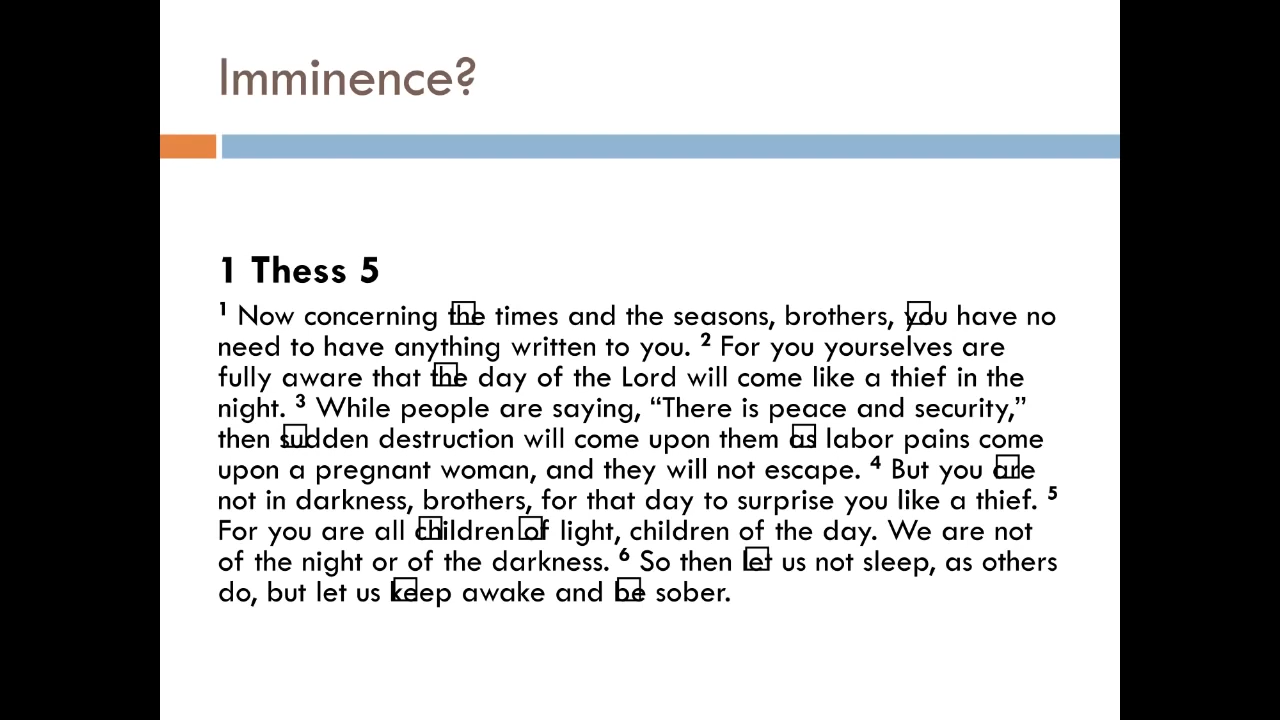 Imminence?
1 Thess 5
1 Now concerning the times and the seasons, brothers, you have no
need to have anything written to you. 2 For you yourselves are
fully aware that the day of the Lord will come like a thief in the
night. 3 While people are saying, “There is peace and security,”
then sudden destruction will come upon them as labor pains come
upon a pregnant woman, and they will not escape. 4 But you are
not in darkness, brothers, for that day to surprise you like a thief. 5
For you are all children of light, children of the day. We are not
of the night or of the darkness. 6 So then let us not sleep, as others
do, but let us keep awake and be sober.